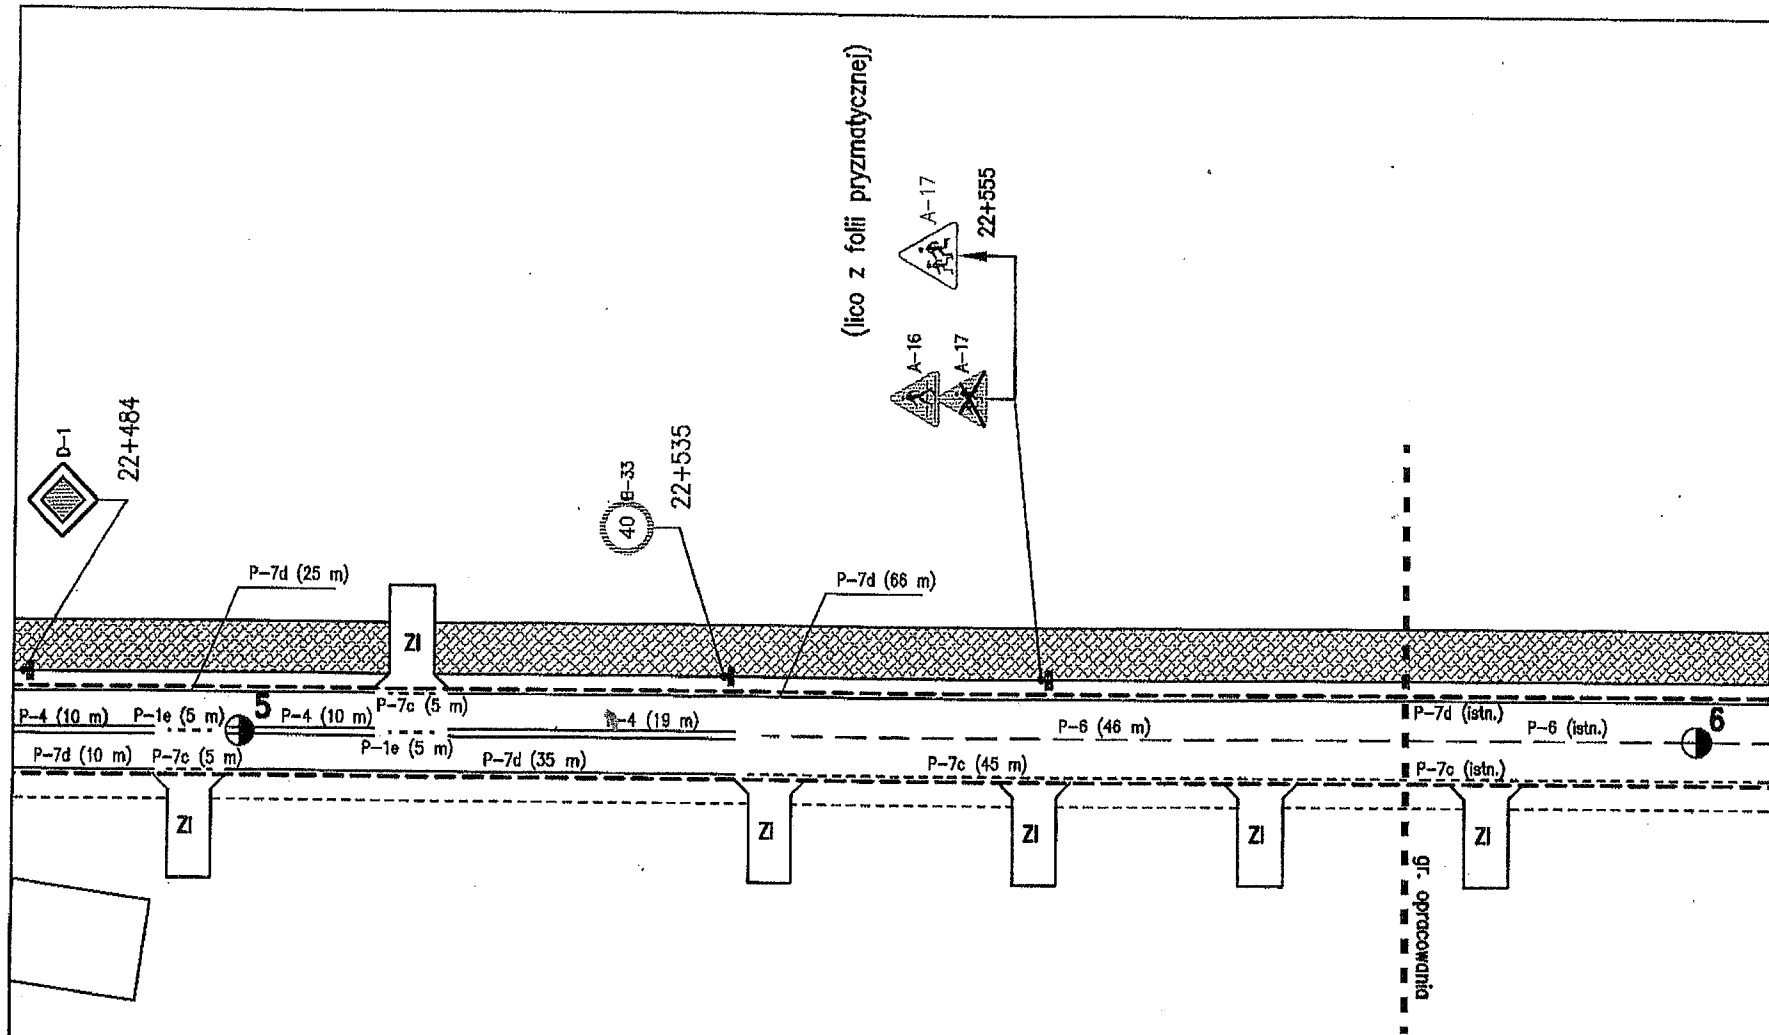 (lico z folii pryzmatycznej)
A-17
22+555
A-16
A-17
D-1
22+484
40
B-33
22+535
P-7d (25 m)
P-7d (66 m)
ZI
P-4 (10 m)
P-1e (5 m)
5
P-4 (10 m)
P-7c (5 m)
P-1e (5 m)
P-4 (19 m)
P-6 (46 m)
P-7d (istn.)
P-6 (istn.)
6
P-7d (10 m)
P-7c (5 m)
P-7d (35 m)
P-7c (45 m)
P-7c (istn.)
ZI
ZI
ZI
ZI
ZI
gr. opracowania